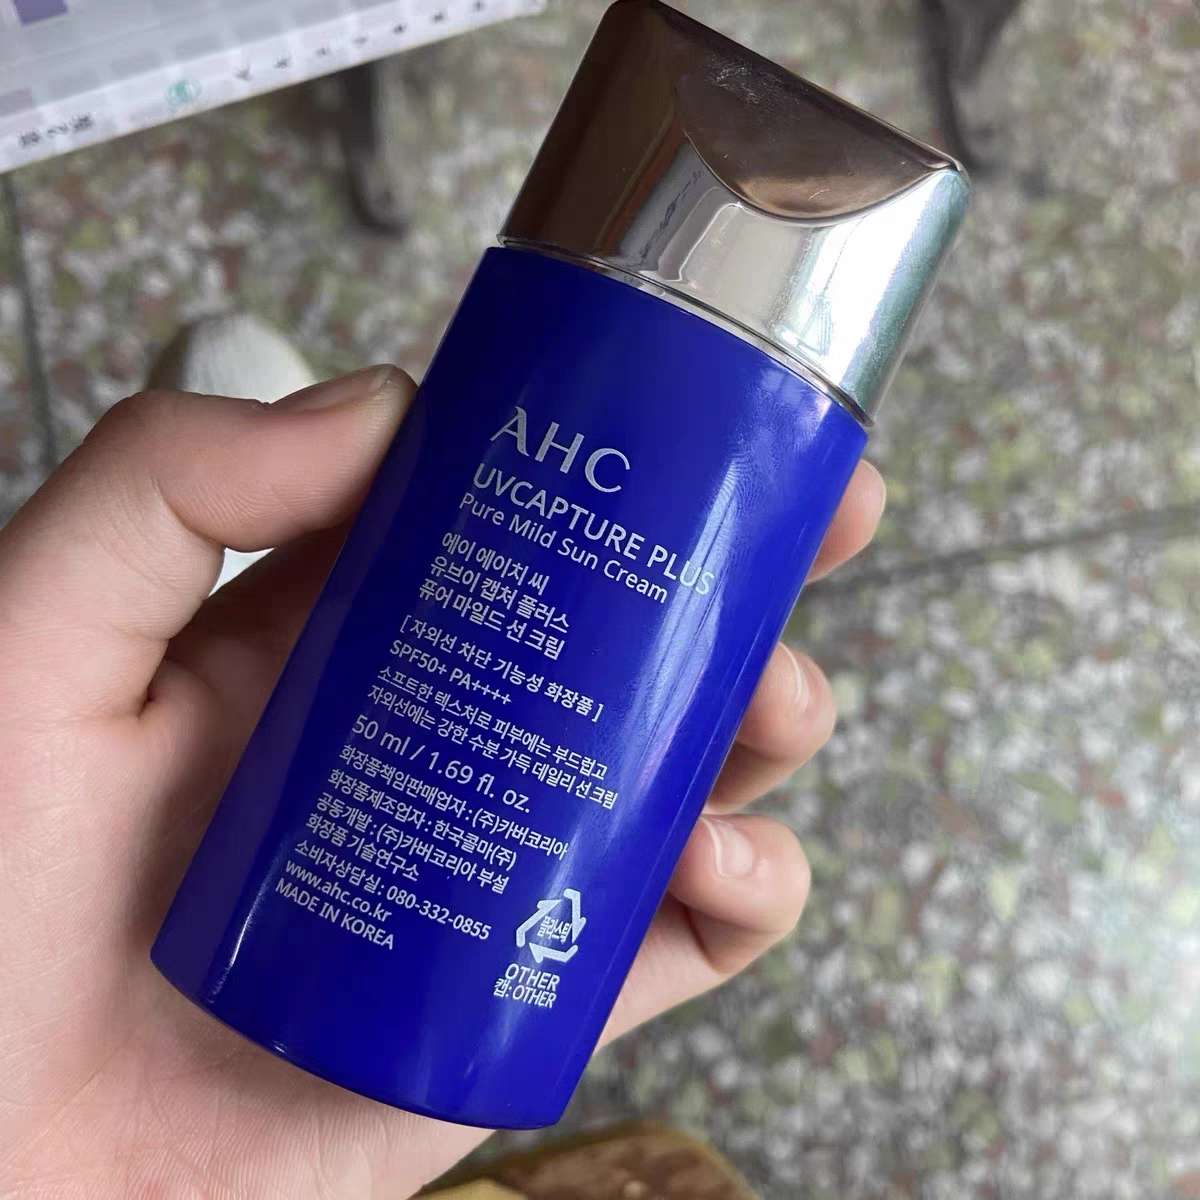 AHC
UVCAPTURE PLUS
Pure Mild Sun Cream
에이 에이치 씨
유브이 캡처 플러스
퓨어 마일드 선 크림
[ 자외선 차단 기능성 화장품 ]
SPF50+ PA++++
소프트한 텍스처로 피부에는 부드럽고
자외선에는 강한 수분 가득 데일리 선 크림
50 ml / 1.69 fl. oz.
화장품책임판매업자 : (주)카버코리아
화장품제조업자 : 한국콜마(주)
공동개발 : (주)카버코리아 부설
화장품 기술연구소
소비자상담실 : 080-332-0855
www.ahc.co.kr
MADE IN KOREA
플라스틱
OTHER
캡: OTHER